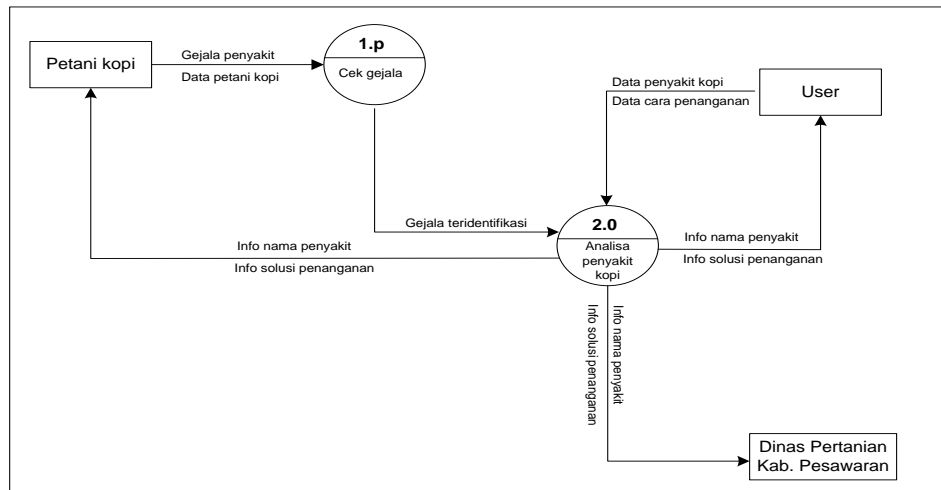 Petani kopi
Gejala penyakit
Data petani kopi
1.p
Cek gejala
Data penyakit kopi
Data cara penanganan
User
Gejala teridentifikasi
2.0
Analisa
penyakit
kopi
Info nama penyakit
Info solusi penanganan
Info nama penyakit
Info solusi penanganan
Info nama penyakit
Info solusi penanganan
Dinas Pertanian
Kab. Pesawaran